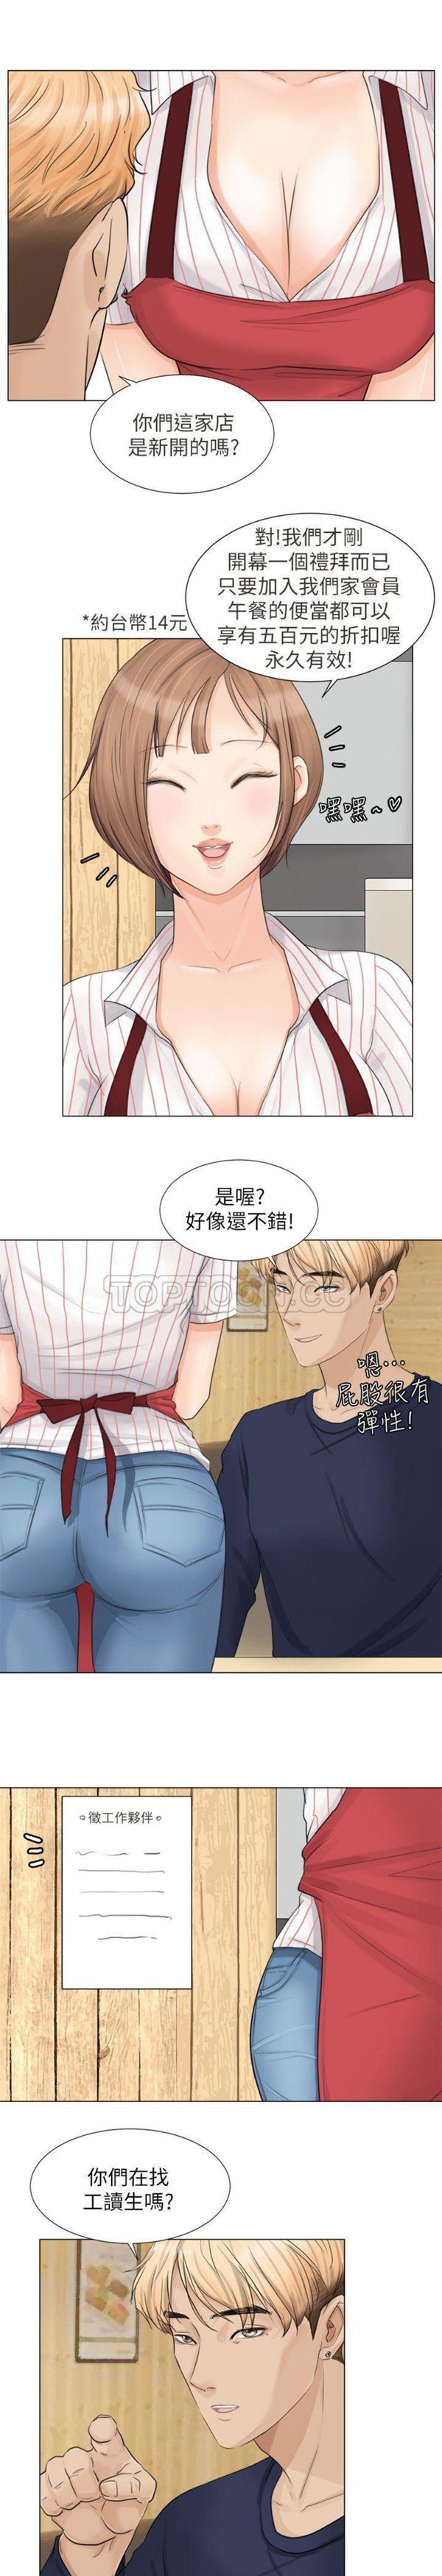 你們這家店
是新開的嗎?
對!我們才剛
開幕一個禮拜而已
只要加入我們家會員
午餐的便當都可以
享有五百元的折扣喔
永久有效!
*約台幣14元
嘿嘿~♡
是喔?
好像還不錯!
TOPTOON.CC
嗯…
屁股很有
彈性!
徵工作夥伴
你們在找
工讀生嗎?